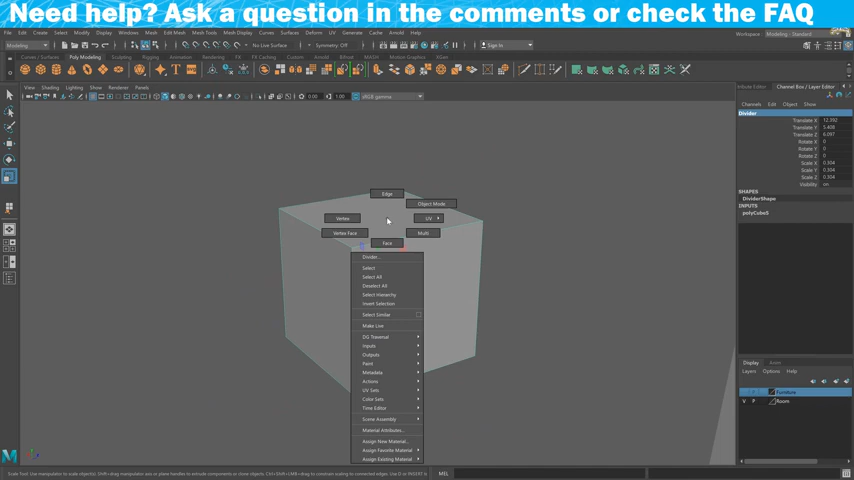 Need help? Ask a question in the comments or check the FAQ
File Edit Create Select Modify Display Windows Mesh Edit Mesh Mesh Tools Mesh Display Curves Surfaces Deform UV Generate Cache Arnold Help
Workspace: Modeling - Standard
Modeling
No Live Surface
Symmetry: Off
Sign In
Curves / Surfaces Poly Modeling Sculpting Rigging Animation Rendering FX FX Caching Custom Arnold Bifrost MASH Motion Graphics XGen
View Shading Lighting Show Renderer Panels
0.00 1.00 sRGB gamma
Attribute Editor Channel Box / Layer Editor
Channels Edit Object Show
Divider
Translate X 12.392
Translate Y 5.408
Translate Z 6.097
Rotate X 0
Rotate Y 0
Rotate Z 0
Scale X 0.304
Scale Y 0.304
Scale Z 0.304
Visibility on
SHAPES
DividerShape
INPUTS
polyCube5
Edge
Object Mode
Vertex
UV
Vertex Face
Multi
Face
Divider...
Select
Select All
Deselect All
Select Hierarchy
Invert Selection
Select Similar
Make Live
DG Traversal
Inputs
Outputs
Paint
Metadata
Actions
UV Sets
Color Sets
Time Editor
Scene Assembly
Material Attributes...
Assign New Material...
Assign Favorite Material
Assign Existing Material
Display Anim
Layers Options Help
Furniture
V P Room
MEL